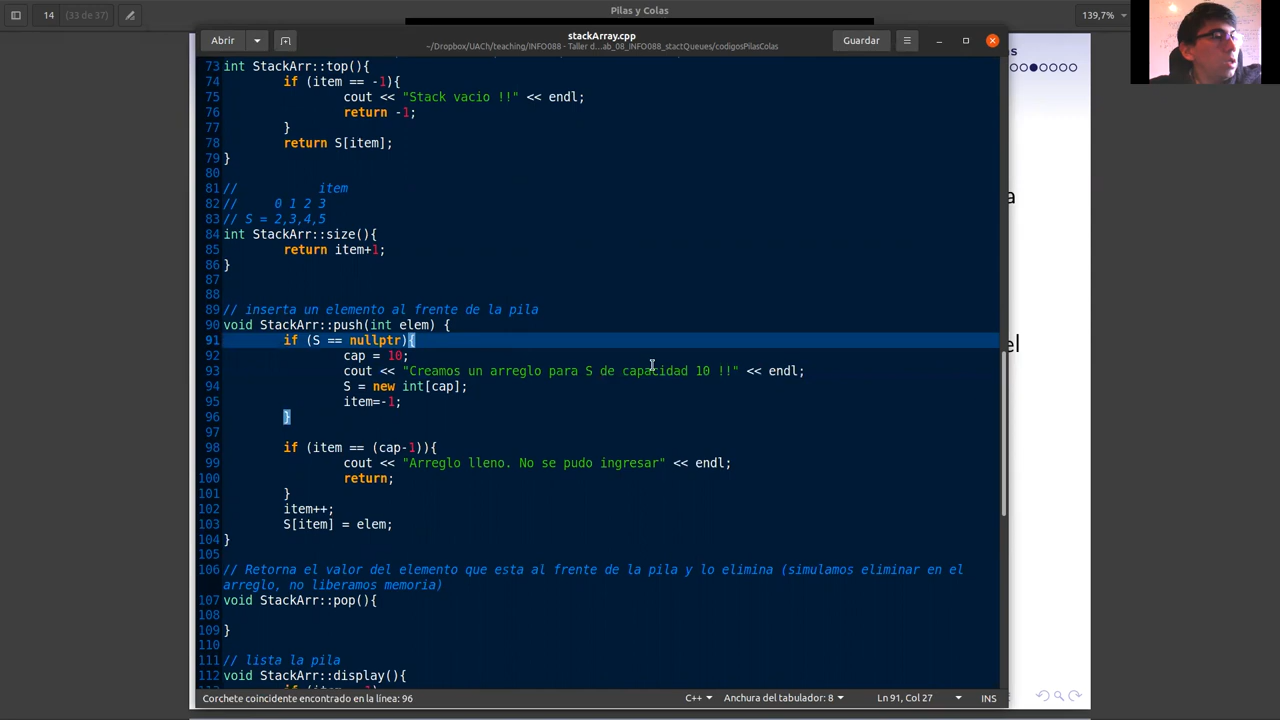 Pilas y Colas
14
(33 de 37)
139,7%
Abrir
stackArray.cpp
~/Dropbox/UACh/teaching/INFO088 - Taller d...ab_08_INFO088_stactQueues/codigosPilasColas
Guardar
os
73 int StackArr::top(){
74 if (item == -1){
75 cout << "Stack vacio !!" << endl;
76 return -1;
77 }
78 return S[item];
79 }
80
81 // item
82 // 0 1 2 3
83 // S = 2,3,4,5
84 int StackArr::size(){
85 return item+1;
86 }
87
88
89 // inserta un elemento al frente de la pila
90 void StackArr::push(int elem) {
91 if (S == nullptr){
92 cap = 10;
93 cout << "Creamos un arreglo para S de capacidad 10 !!" << endl;
94 S = new int[cap];
95 item=-1;
96 }
97
98 if (item == (cap-1)){
99 cout << "Arreglo lleno. No se pudo ingresar" << endl;
100 return;
101 }
102 item++;
103 S[item] = elem;
104 }
105
106 // Retorna el valor del elemento que esta al frente de la pila y lo elimina (simulamos eliminar en el
arreglo, no liberamos memoria)
107 void StackArr::pop(){
108
109 }
110
111 // lista la pila
112 void StackArr::display(){
a
el
Corchete coincidente encontrado en la línea: 96
C++
Anchura del tabulador: 8
Ln 91, Col 27
INS